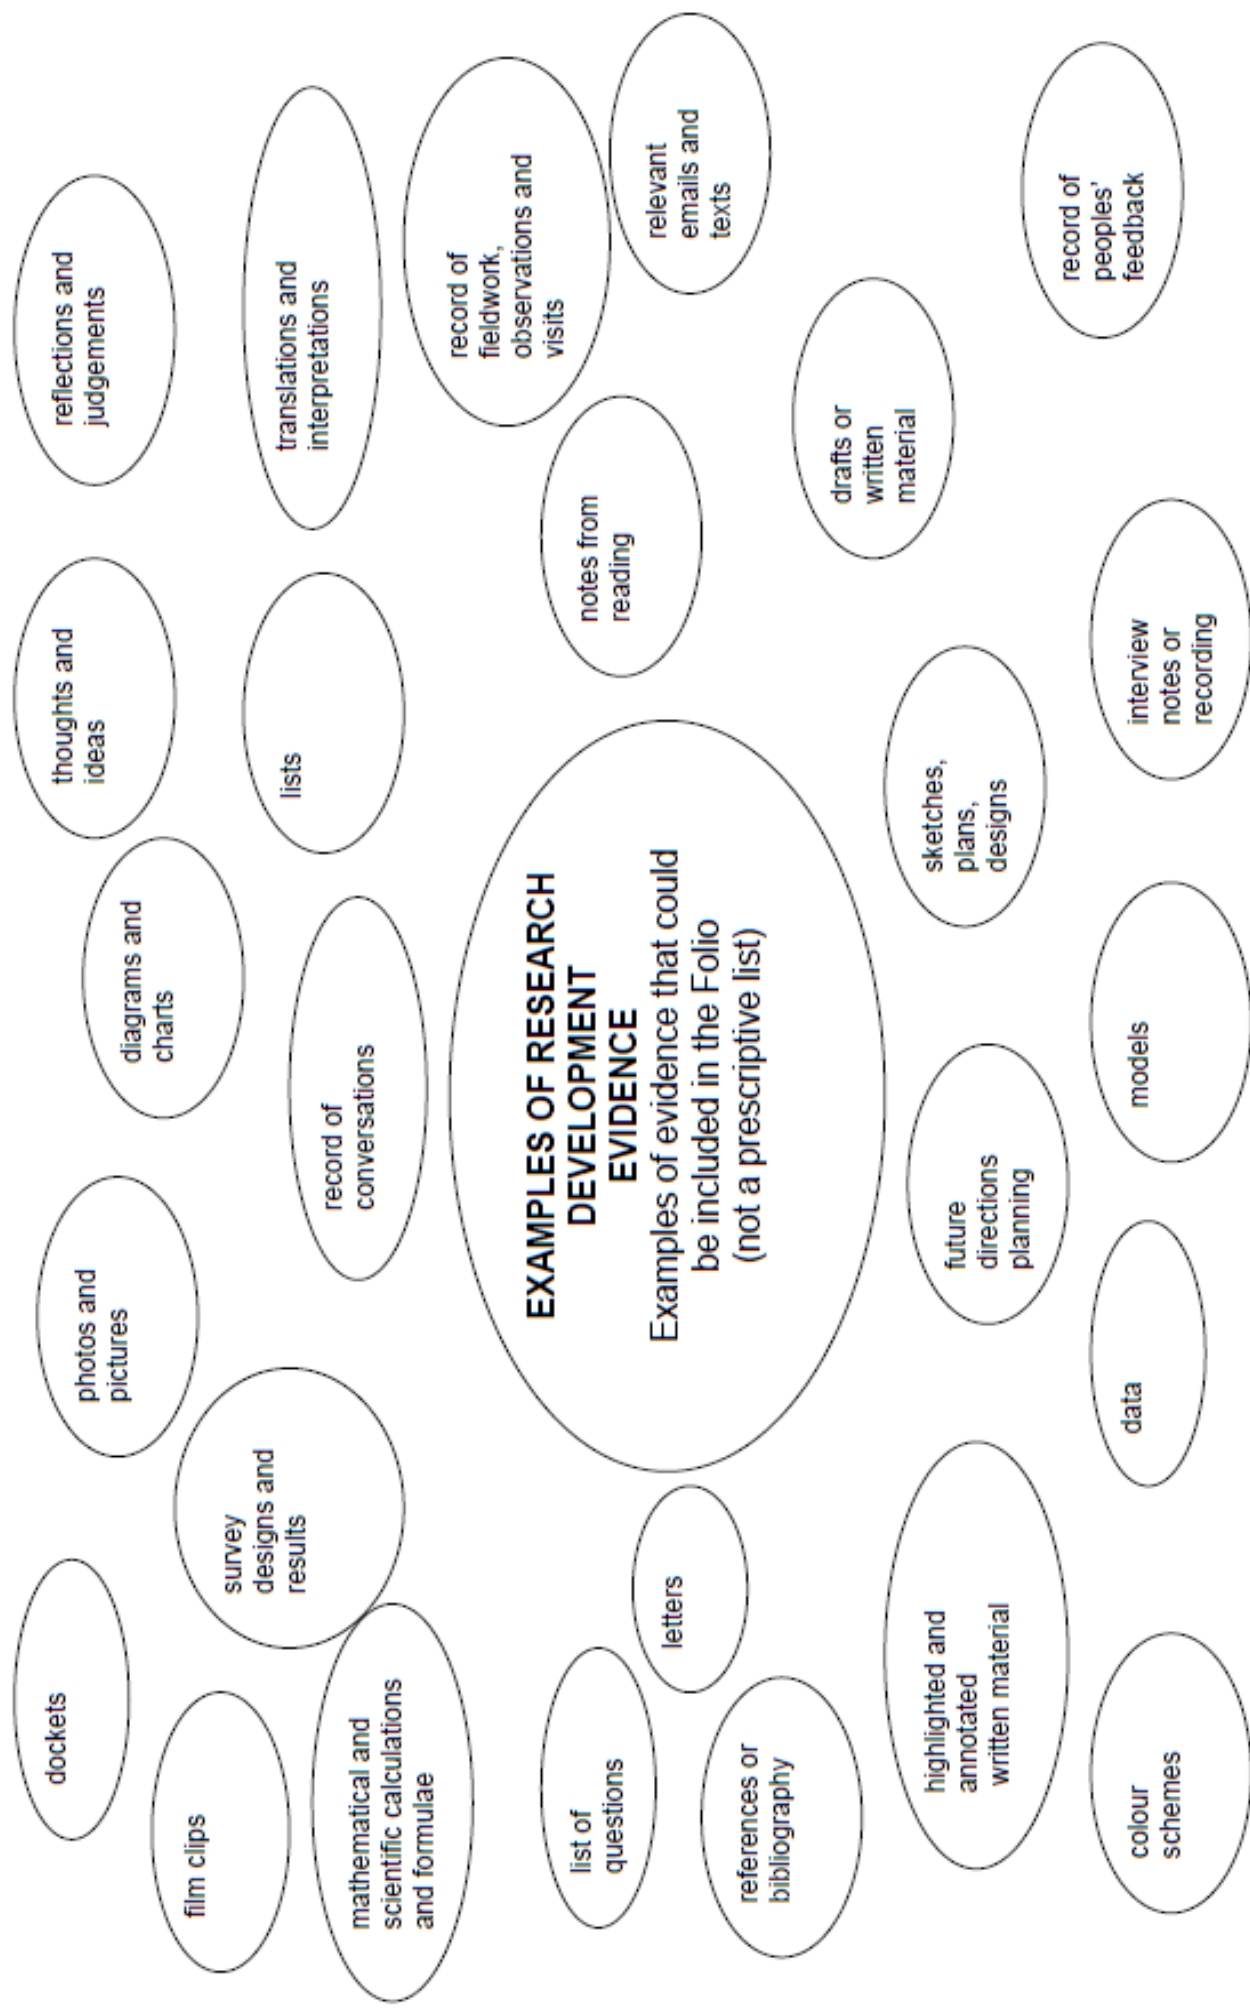 dockets
photos and
pictures
diagrams and
charts
thoughts and
ideas
reflections and
judgements
film clips
survey
designs and
results
record of
conversations
lists
translations and
interpretations
mathematical and
scientific calculations
and formulae
record of
fieldwork,
observations and
visits
EXAMPLES OF RESEARCH
DEVELOPMENT
EVIDENCE
Examples of evidence that could
be included in the Folio
(not a prescriptive list)
notes from
reading
relevant
emails and
texts
list of
questions
letters
references or
bibliography
drafts or
written
material
highlighted and
annotated
written material
future
directions
planning
sketches,
plans,
designs
record of
peoples’
feedback
colour
schemes
data
models
interview
notes or
recording